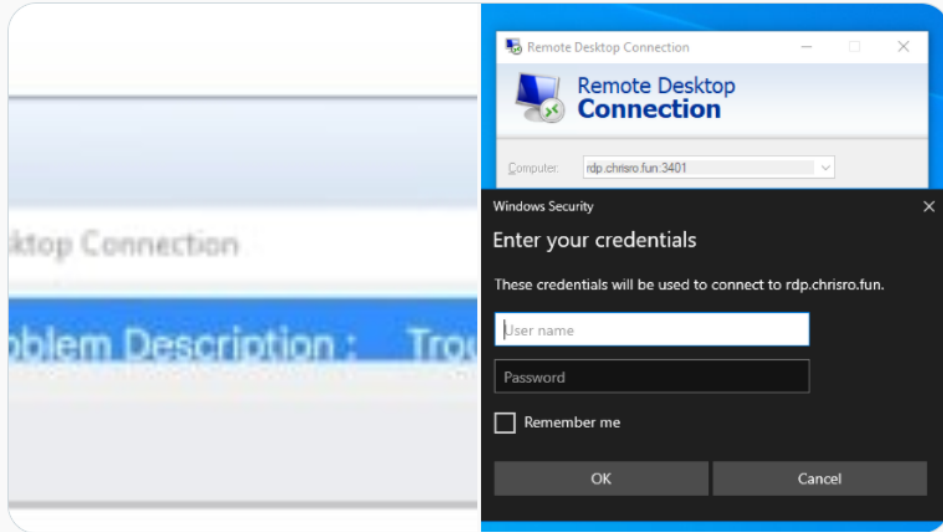 ktop Connection
oblem Description : Trou
Remote Desktop Connection
Remote Desktop
Connection
Computer: rdp.chrisro.fun:3401
Windows Security
Enter your credentials
These credentials will be used to connect to rdp.chrisro.fun.
User name
Password
Remember me
OK Cancel